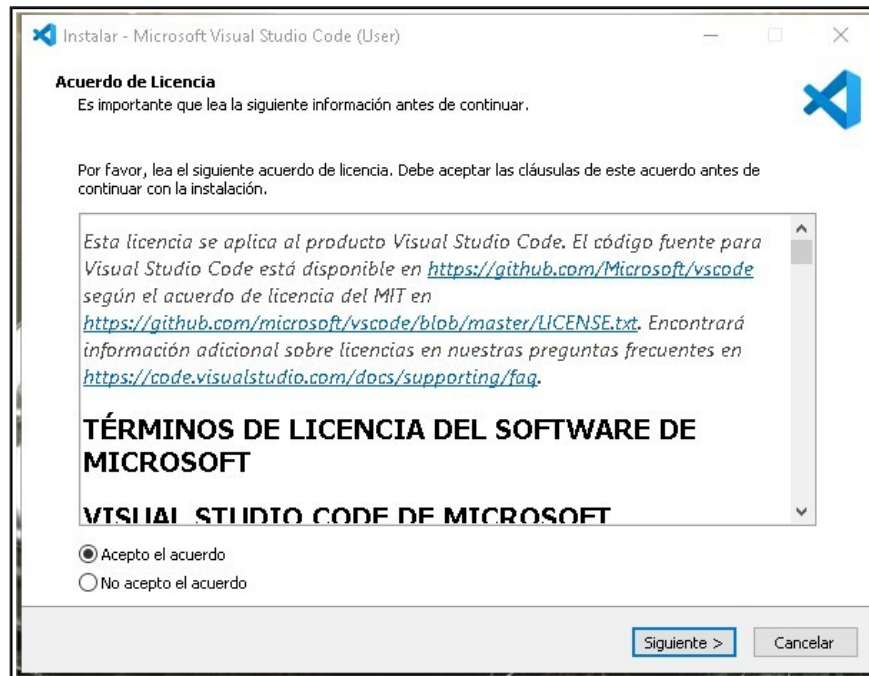 Instalar - Microsoft Visual Studio Code (User)
Acuerdo de Licencia
Es importante que lea la siguiente información antes de continuar.
Por favor, lea el siguiente acuerdo de licencia. Debe aceptar las cláusulas de este acuerdo antes de
continuar con la instalación.
Esta licencia se aplica al producto Visual Studio Code. El código fuente para
Visual Studio Code está disponible en https://github.com/Microsoft/vscode
según el acuerdo de licencia del MIT en
https://github.com/microsoft/vscode/blob/master/LICENSE.txt. Encontrará
información adicional sobre licencias en nuestras preguntas frecuentes en
https://code.visualstudio.com/docs/supporting/faq.
TÉRMINOS DE LICENCIA DEL SOFTWARE DE
MICROSOFT
VISUAL STUDIO CODE DE MICROSOFT
Acepto el acuerdo
No acepto el acuerdo
Siguiente > Cancelar